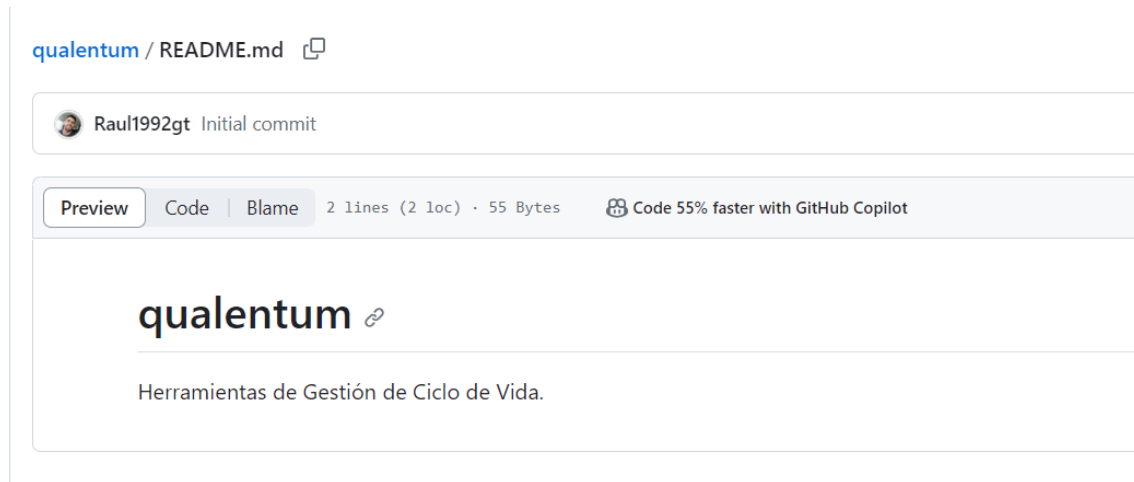 qualentum / README.md
Raul1992gt Initial commit
Preview Code Blame 2 lines (2 loc) · 55 Bytes Code 55% faster with GitHub Copilot
qualentum
Herramientas de Gestión de Ciclo de Vida.